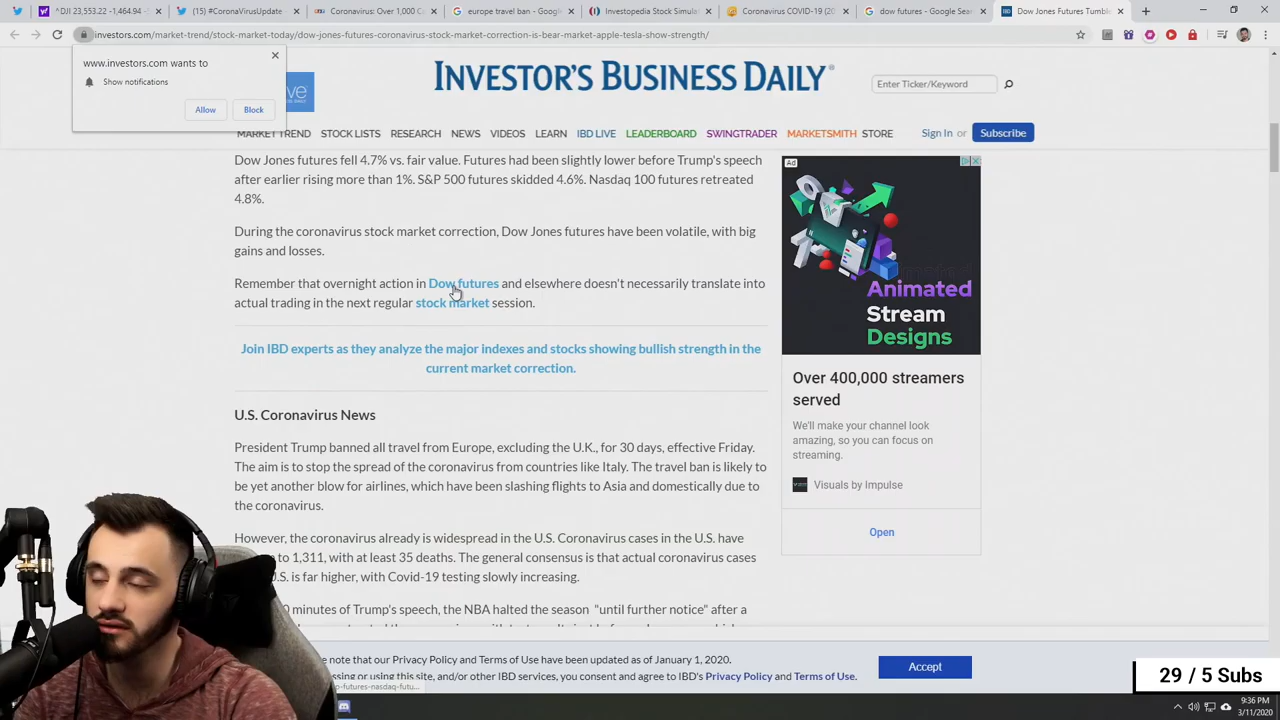 ^DJI 23,553.22 -1,464.94 -
(15) #CoronaVirusUpdate
Coronavirus: Over 1,000 C
europe travel ban - Googl
Investopedia Stock Simul
Coronavirus COVID-19 (20
dow futures - Google Sear
Dow Jones Futures Tumbl
investors.com/market-trend/stock-market-today/dow-jones-futures-coronavirus-stock-market-correction-is-bear-market-apple-tesla-show-strength/
www.investors.com wants to
Show notifications
Allow Block
ve
INVESTOR'S BUSINESS DAILY
Enter Ticker/Keyword
MARKET TREND STOCK LISTS RESEARCH NEWS VIDEOS LEARN IBD LIVE LEADERBOARD SWINGTRADER MARKETSMITH STORE
Sign In or Subscribe
Dow Jones futures fell 4.7% vs. fair value. Futures had been slightly lower before Trump's speech
after earlier rising more than 1%. S&P 500 futures skidded 4.6%. Nasdaq 100 futures retreated
4.8%.
During the coronavirus stock market correction, Dow Jones futures have been volatile, with big
gains and losses.
Remember that overnight action in Dow futures and elsewhere doesn't necessarily translate into
actual trading in the next regular stock market session.
Join IBD experts as they analyze the major indexes and stocks showing bullish strength in the
current market correction.
U.S. Coronavirus News
President Trump banned all travel from Europe, excluding the U.K., for 30 days, effective Friday.
The aim is to stop the spread of the coronavirus from countries like Italy. The travel ban is likely to
be yet another blow for airlines, which have been slashing flights to Asia and domestically due to
the coronavirus.
However, the coronavirus already is widespread in the U.S. Coronavirus cases in the U.S. have
to 1,311, with at least 35 deaths. The general consensus is that actual coronavirus cases
.S. is far higher, with Covid-19 testing slowly increasing.
0 minutes of Trump's speech, the NBA halted the season "until further notice" after a
Ad
Animated
Stream
Designs
Over 400,000 streamers
served
We'll make your channel look
amazing, so you can focus on
streaming.
Visuals by Impulse
Open
note that our Privacy Policy and Terms of Use have been updated as of January 1, 2020.
or using this site, and/or other IBD services, you consent and agree to IBD's Privacy Policy and Terms of Use.
Accept
29 / 5 Subs
9:36 PM
3/11/2020